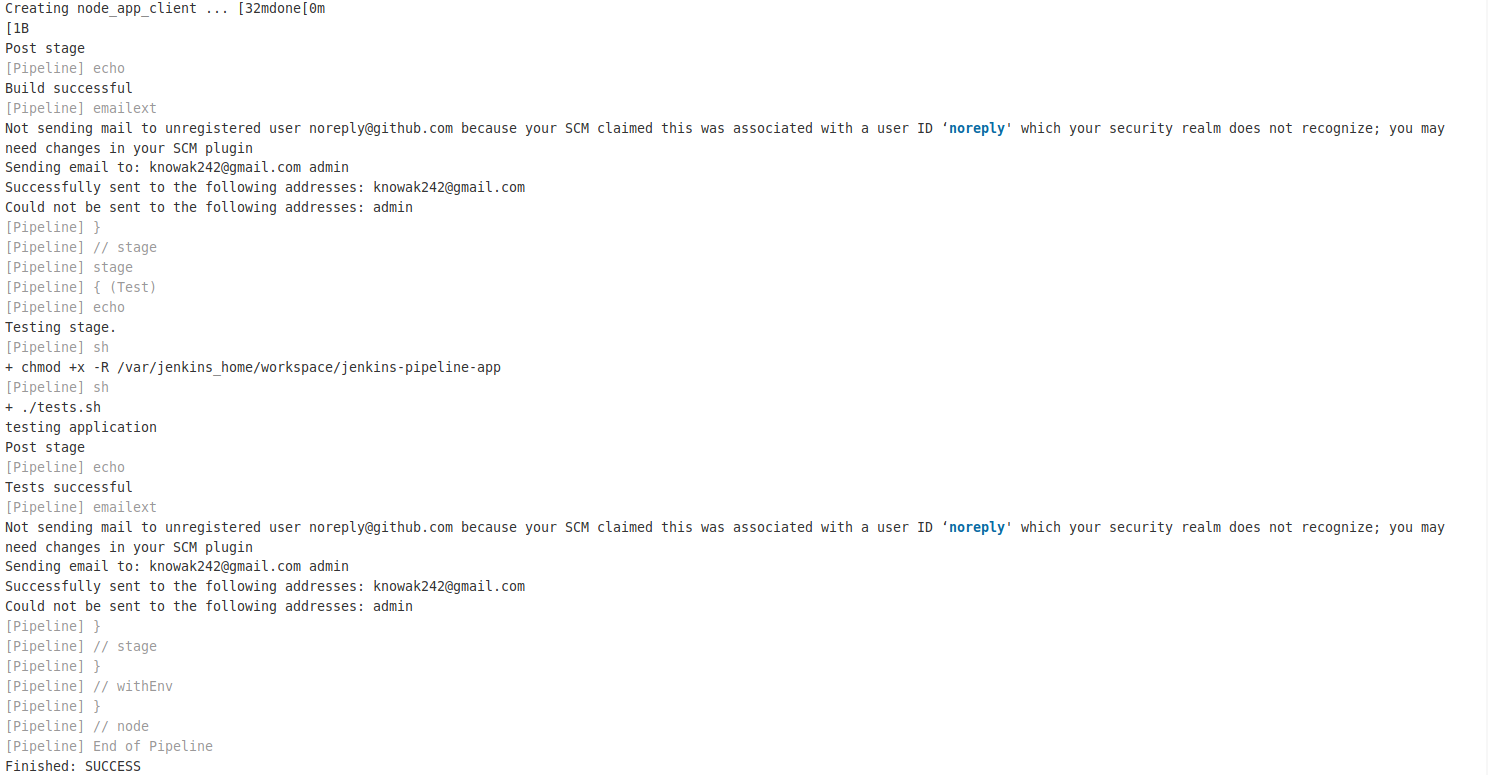 Creating node_app_client ... [32mdone[0m
[1B
Post stage
[Pipeline] echo
Build successful
[Pipeline] emailext
Not sending mail to unregistered user noreply@github.com because your SCM claimed this was associated with a user ID ‘noreply' which your security realm does not recognize; you may
need changes in your SCM plugin
Sending email to: knowak242@gmail.com admin
Successfully sent to the following addresses: knowak242@gmail.com
Could not be sent to the following addresses: admin
[Pipeline] }
[Pipeline] // stage
[Pipeline] stage
[Pipeline] { (Test)
[Pipeline] echo
Testing stage.
[Pipeline] sh
+ chmod +x -R /var/jenkins_home/workspace/jenkins-pipeline-app
[Pipeline] sh
+ ./tests.sh
testing application
Post stage
[Pipeline] echo
Tests successful
[Pipeline] emailext
Not sending mail to unregistered user noreply@github.com because your SCM claimed this was associated with a user ID ‘noreply' which your security realm does not recognize; you may
need changes in your SCM plugin
Sending email to: knowak242@gmail.com admin
Successfully sent to the following addresses: knowak242@gmail.com
Could not be sent to the following addresses: admin
[Pipeline] }
[Pipeline] // stage
[Pipeline] }
[Pipeline] // withEnv
[Pipeline] }
[Pipeline] // node
[Pipeline] End of Pipeline
Finished: SUCCESS